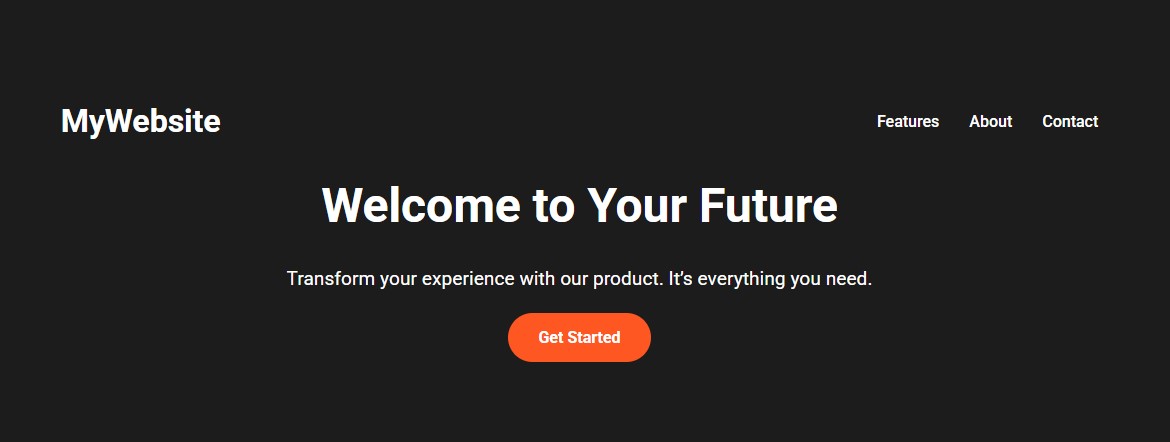 MyWebsite
Features About Contact
Welcome to Your Future
Transform your experience with our product. It’s everything you need.
Get Started